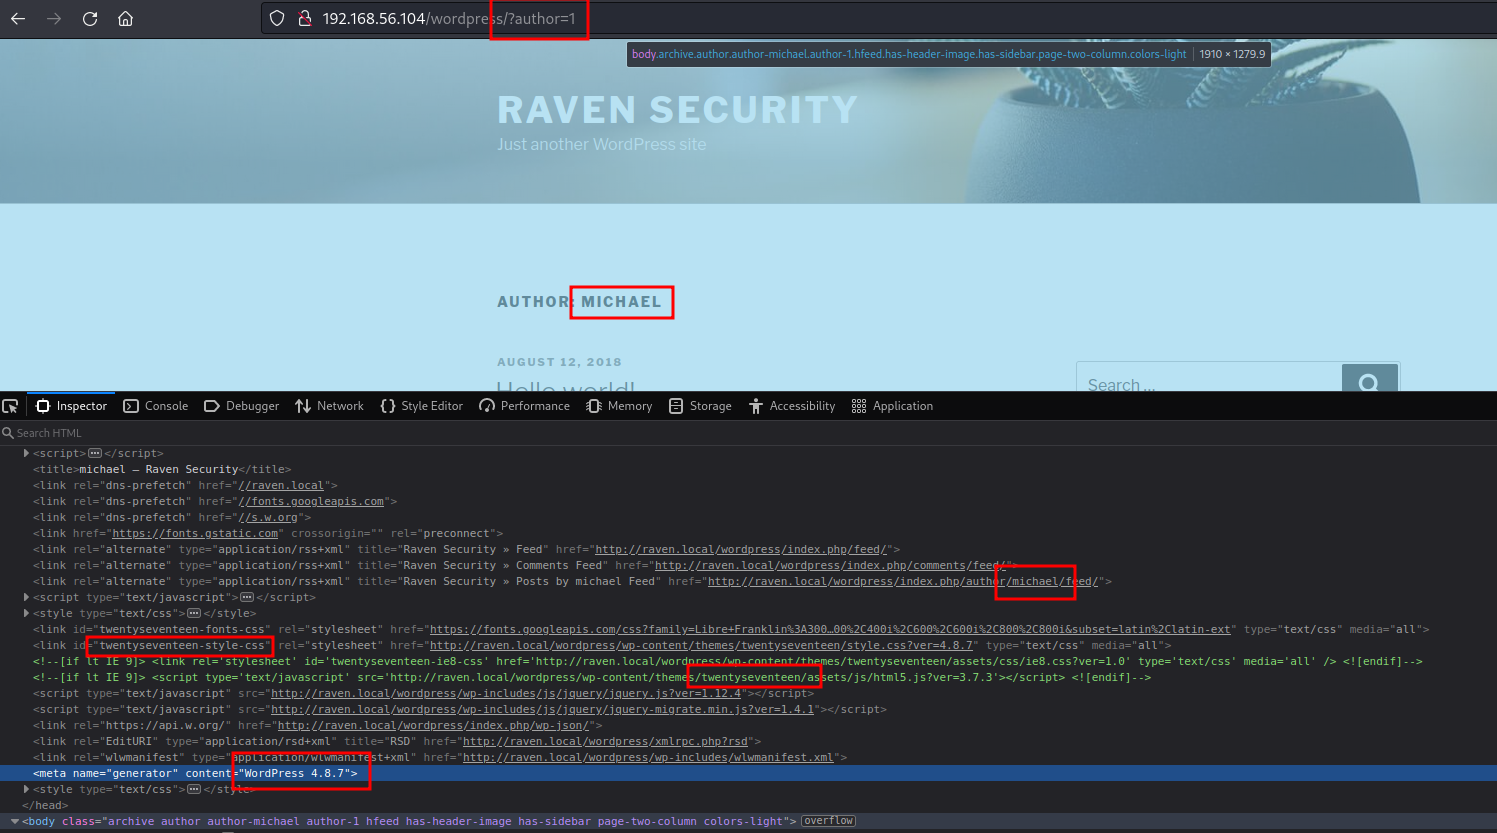 192.168.56.104/wordpress/?author=1
body.archive.author.author-michael.author-1.hfeed.has-header-image.has-sidebar.page-two-column.colors-light 1910 × 1279.9
RAVEN SECURITY
Just another WordPress site
AUTHOR: MICHAEL
AUGUST 12, 2018
Hello world!
Search …
Inspector Console Debugger Network Style Editor Performance Memory Storage Accessibility Application
Search HTML
<script></script>
<title>michael – Raven Security</title>
<link rel="dns-prefetch" href="//raven.local">
<link rel="dns-prefetch" href="//fonts.googleapis.com">
<link rel="dns-prefetch" href="//s.w.org">
<link href="https://fonts.gstatic.com" crossorigin="" rel="preconnect">
<link rel="alternate" type="application/rss+xml" title="Raven Security » Feed" href="http://raven.local/wordpress/index.php/feed/">
<link rel="alternate" type="application/rss+xml" title="Raven Security » Comments Feed" href="http://raven.local/wordpress/index.php/comments/feed/">
<link rel="alternate" type="application/rss+xml" title="Raven Security » Posts by michael Feed" href="http://raven.local/wordpress/index.php/author/michael/feed/">
<script type="text/javascript"></script>
<style type="text/css"></style>
<link id="twentyseventeen-fonts-css" rel="stylesheet" href="https://fonts.googleapis.com/css?family=Libre+Franklin%3A300…00%2C400i%2C600%2C600i%2C800%2C800i&subset=latin%2Clatin-ext" type="text/css" media="all">
<link id="twentyseventeen-style-css" rel="stylesheet" href="http://raven.local/wordpress/wp-content/themes/twentyseventeen/style.css?ver=4.8.7" type="text/css" media="all">
<!--[if lt IE 9]> <link rel='stylesheet' id='twentyseventeen-ie8-css' href='http://raven.local/wordpress/wp-content/themes/twentyseventeen/assets/css/ie8.css?ver=1.0' type='text/css' media='all' /> <![endif]-->
<!--[if lt IE 9]> <script type='text/javascript' src='http://raven.local/wordpress/wp-content/themes/twentyseventeen/assets/js/html5.js?ver=3.7.3'></script> <![endif]-->
<script type="text/javascript" src="http://raven.local/wordpress/wp-includes/js/jquery/jquery.js?ver=1.12.4"></script>
<script type="text/javascript" src="http://raven.local/wordpress/wp-includes/js/jquery/jquery-migrate.min.js?ver=1.4.1"></script>
<link rel="https://api.w.org/" href="http://raven.local/wordpress/index.php/wp-json/">
<link rel="EditURI" type="application/rsd+xml" title="RSD" href="http://raven.local/wordpress/xmlrpc.php?rsd">
<link rel="wlwmanifest" type="application/wlwmanifest+xml" href="http://raven.local/wordpress/wp-includes/wlwmanifest.xml">
<meta name="generator" content="WordPress 4.8.7">
<style type="text/css"></style>
</head>
<body class="archive author author-michael author-1 hfeed has-header-image has-sidebar page-two-column colors-light"> overflow